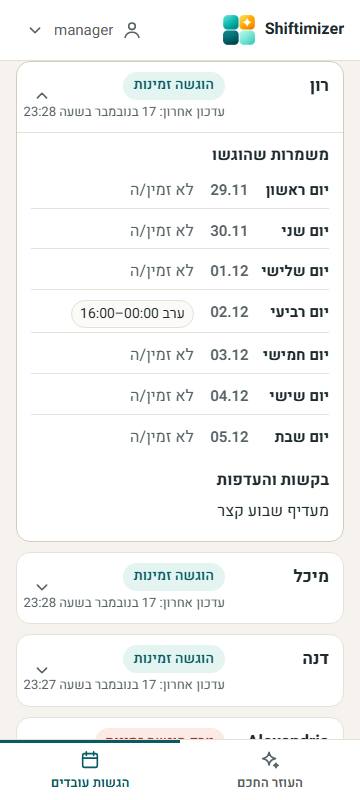 Shiftimizer
manager
רון
הוגשה זמינות
עדכון אחרון: 17 בנובמבר בשעה 23:28
משמרות שהוגשו
יום ראשון 29.11 לא זמין/ה
יום שני 30.11 לא זמין/ה
יום שלישי 01.12 לא זמין/ה
יום רביעי 02.12 ערב 16:00–00:00
יום חמישי 03.12 לא זמין/ה
יום שישי 04.12 לא זמין/ה
יום שבת 05.12 לא זמין/ה
בקשות והעדפות
מעדיף שבוע קצר
מיכל
הוגשה זמינות
עדכון אחרון: 17 בנובמבר בשעה 23:28
דנה
הוגשה זמינות
עדכון אחרון: 17 בנובמבר בשעה 23:27
העוזר החכם
הגשות עובדים